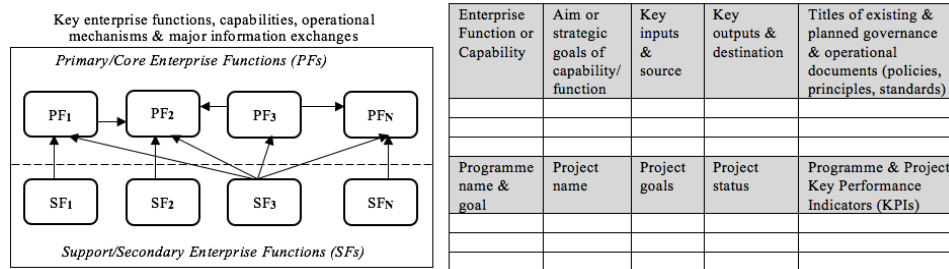 Key enterprise functions, capabilities, operational
mechanisms & major information exchanges
Primary/Core Enterprise Functions (PFs)
PF1
PF2
PF3
PFN
SF1
SF2
SF3
SFN
Support/Secondary Enterprise Functions (SFs)
Enterprise
Function or
Capability
Aim or
strategic
goals of
capability/
function
Key
inputs
&
source
Key
outputs &
destination
Titles of existing &
planned governance
& operational
documents (policies,
principles, standards)
Programme
name &
goal
Project
name
Project
goals
Project
status
Programme & Project
Key Performance
Indicators (KPIs)